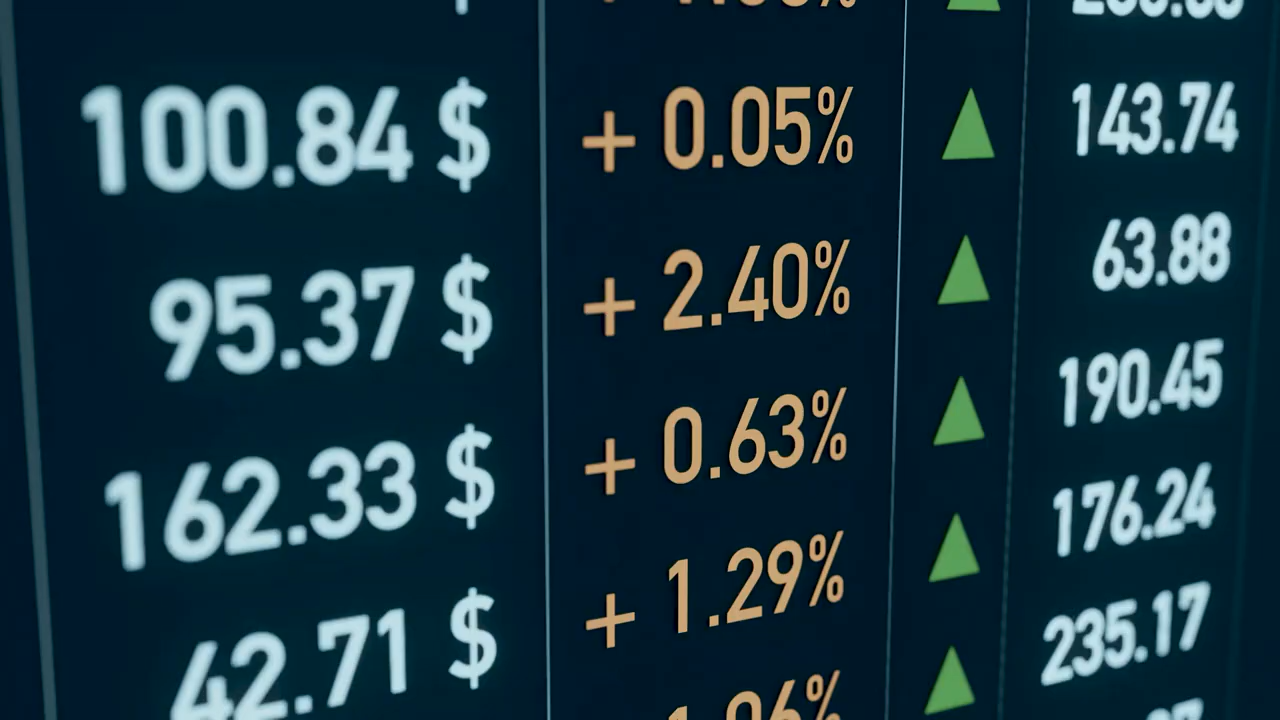 100.84 $ + 0.05% ▲ 143.74
95.37 $ + 2.40% ▲ 63.88
162.33 $ + 0.63% ▲ 190.45
42.71 $ + 1.29% ▲ 176.24
▲ 235.17